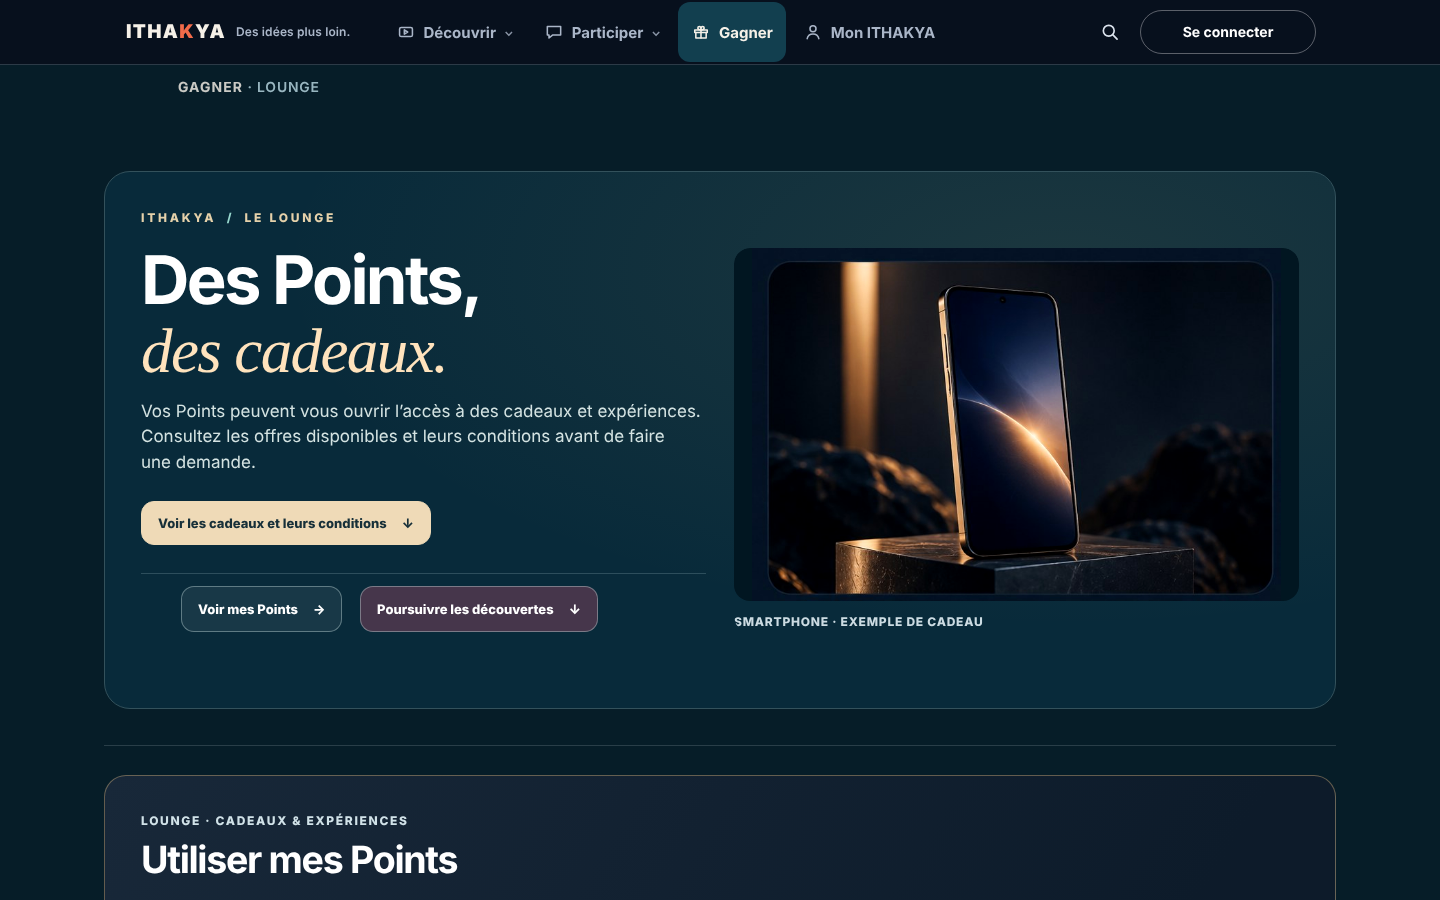 ITHAKYA Des idées plus loin. Découvrir Participer Gagner Mon ITHAKYA Se connecter
GAGNER · LOUNGE
ITHAKYA / LE LOUNGE
Des Points,
des cadeaux.
Vos Points peuvent vous ouvrir l’accès à des cadeaux et expériences.
Consultez les offres disponibles et leurs conditions avant de faire
une demande.
Voir les cadeaux et leurs conditions ↓
Voir mes Points →
Poursuivre les découvertes ↓
SMARTPHONE · EXEMPLE DE CADEAU
LOUNGE · CADEAUX & EXPÉRIENCES
Utiliser mes Points